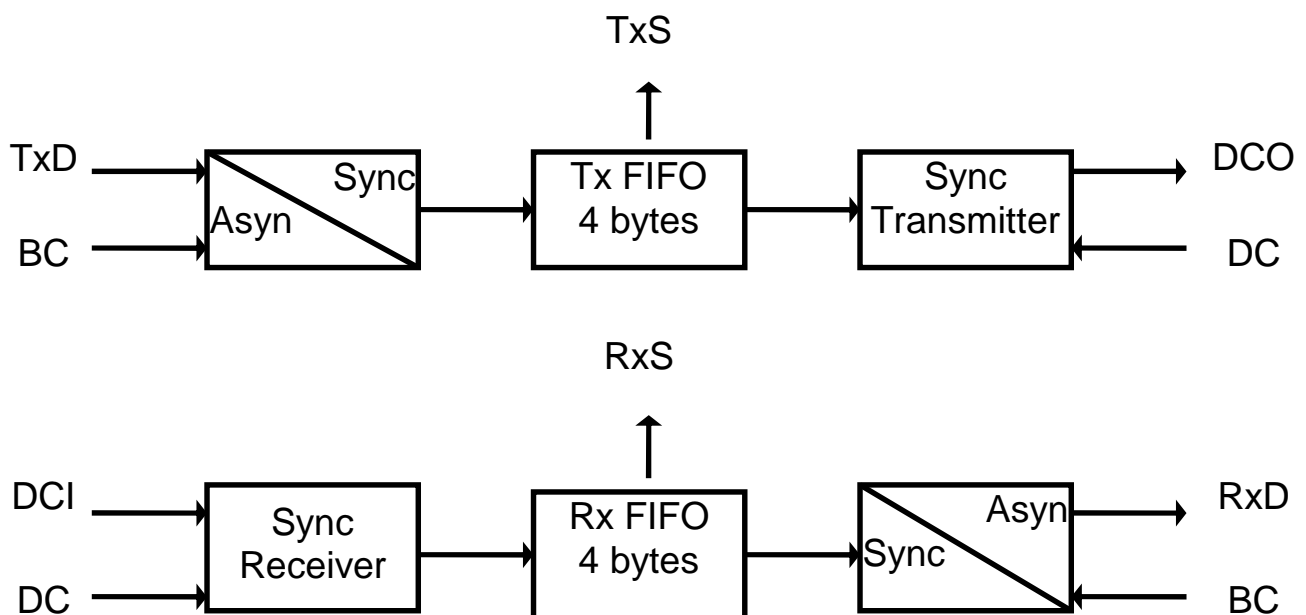 TxS
TxD
BC
Sync
Asyn
Tx FIFO
4 bytes
Sync
Transmitter
DCO
DC
RxS
DCI
DC
Sync
Receiver
Rx FIFO
4 bytes
Asyn
Sync
RxD
BC